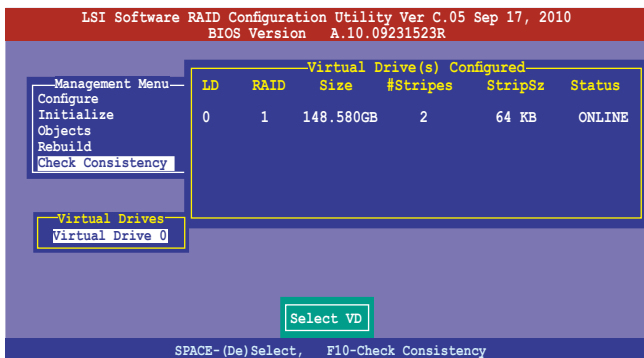 LSI Software RAID Configuration Utility Ver C.05 Sep 17, 2010
BIOS Version A.10.09231523R
Management Menu
Configure
Initialize
Objects
Rebuild
Check Consistency
Virtual Drive(s) Configured
LD RAID Size #Stripes StripSz Status
0 1 148.580GB 2 64 KB ONLINE
Virtual Drives
Virtual Drive 0
Select VD
SPACE-(De)Select, F10-Check Consistency